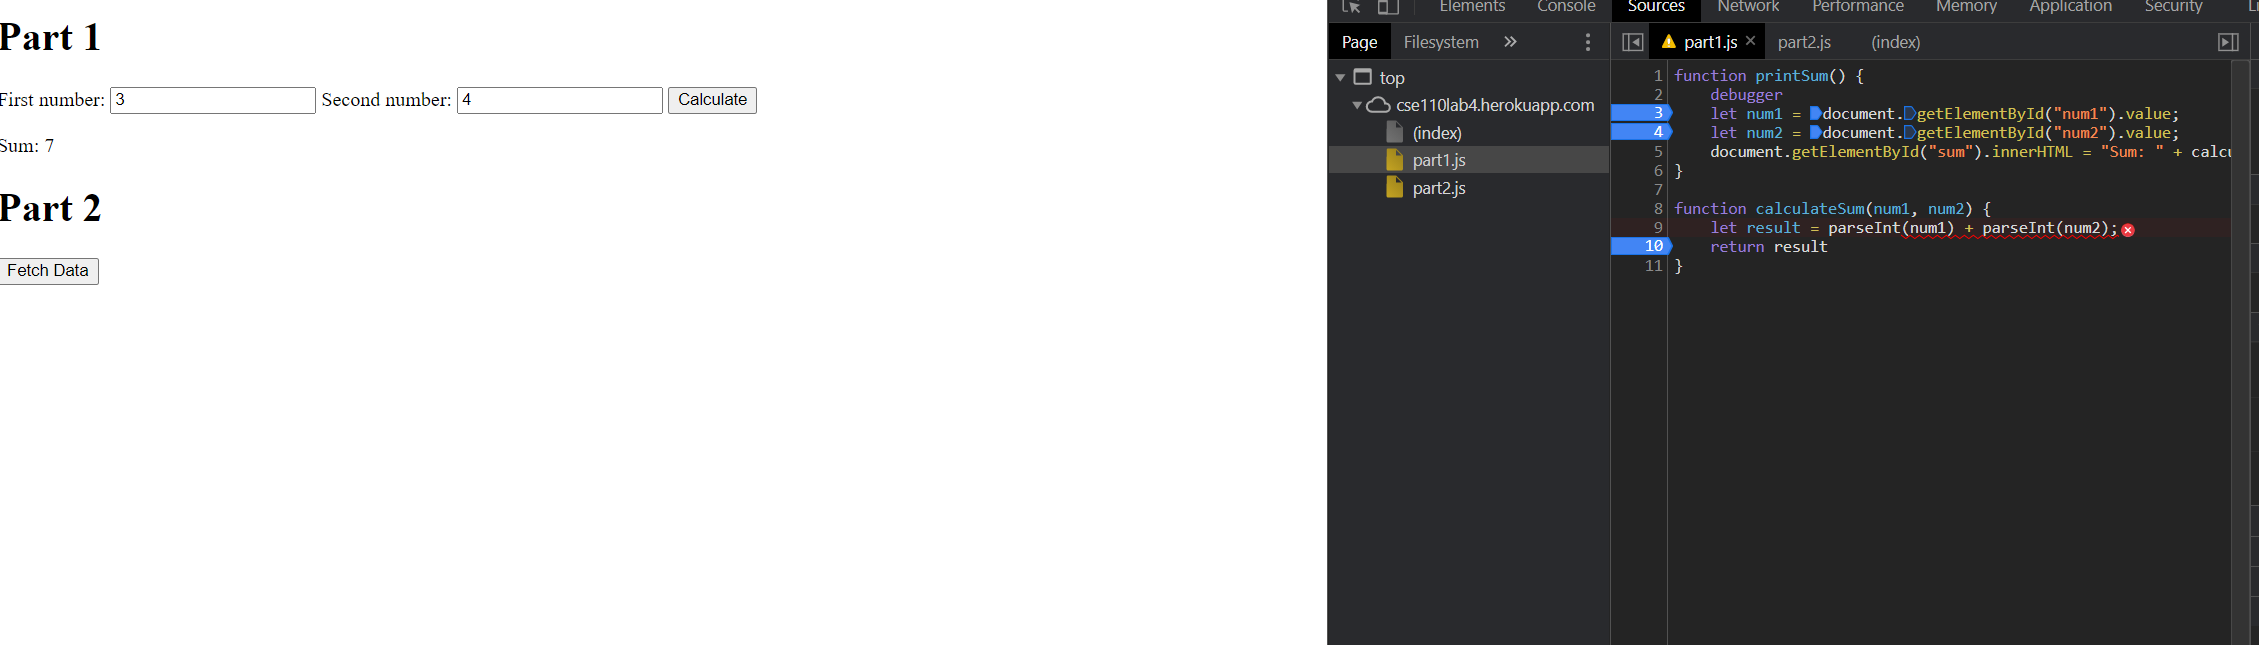 Part 1
First number: 3 Second number: 4 Calculate
Sum: 7
Part 2
Fetch Data
Elements Console Sources Network Performance Memory Application Security
Page Filesystem » part1.js × part2.js (index)
top
cse110lab4.herokuapp.com
(index)
part1.js
part2.js
1 function printSum() {
2 debugger
3 let num1 = document.getElementById("num1").value;
4 let num2 = document.getElementById("num2").value;
5 document.getElementById("sum").innerHTML = "Sum: " + calcu
6 }
7
8 function calculateSum(num1, num2) {
9 let result = parseInt(num1) + parseInt(num2);
10 return result
11 }